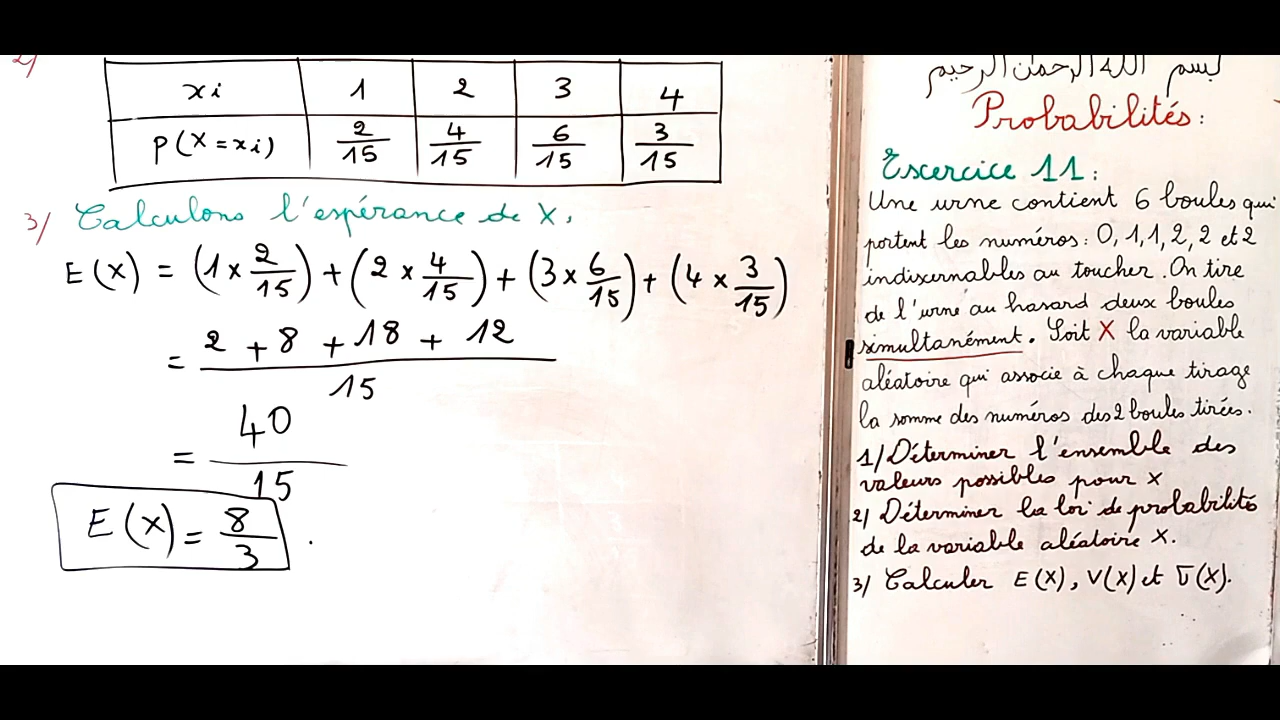 2/
xi 1 2 3 4
p(X=xi) 2/15 4/15 6/15 3/15
3/ Calculons l'espérance de X.
E(X) = (1 × 2/15) + (2 × 4/15) + (3 × 6/15) + (4 × 3/15)
= 2 + 8 + 18 + 12 / 15
= 40 / 15
E(X) = 8/3 .
بسم الله الرحمان الرحيم
Probabilités :
Exercice 11 :
Une urne contient 6 boules qui
portent les numéros : 0, 1, 1, 2, 2 et 2
indiscernables au toucher. On tire
de l'urne au hasard deux boules
simultanément. Soit X la variable
aléatoire qui associe à chaque tirage
la somme des numéros des 2 boules tirées.
1/ Déterminer l'ensemble des
valeurs possibles pour X
2/ Déterminer la loi de probabilité
de la variable aléatoire X.
3/ Calculer E(X), V(X) et σ(X).